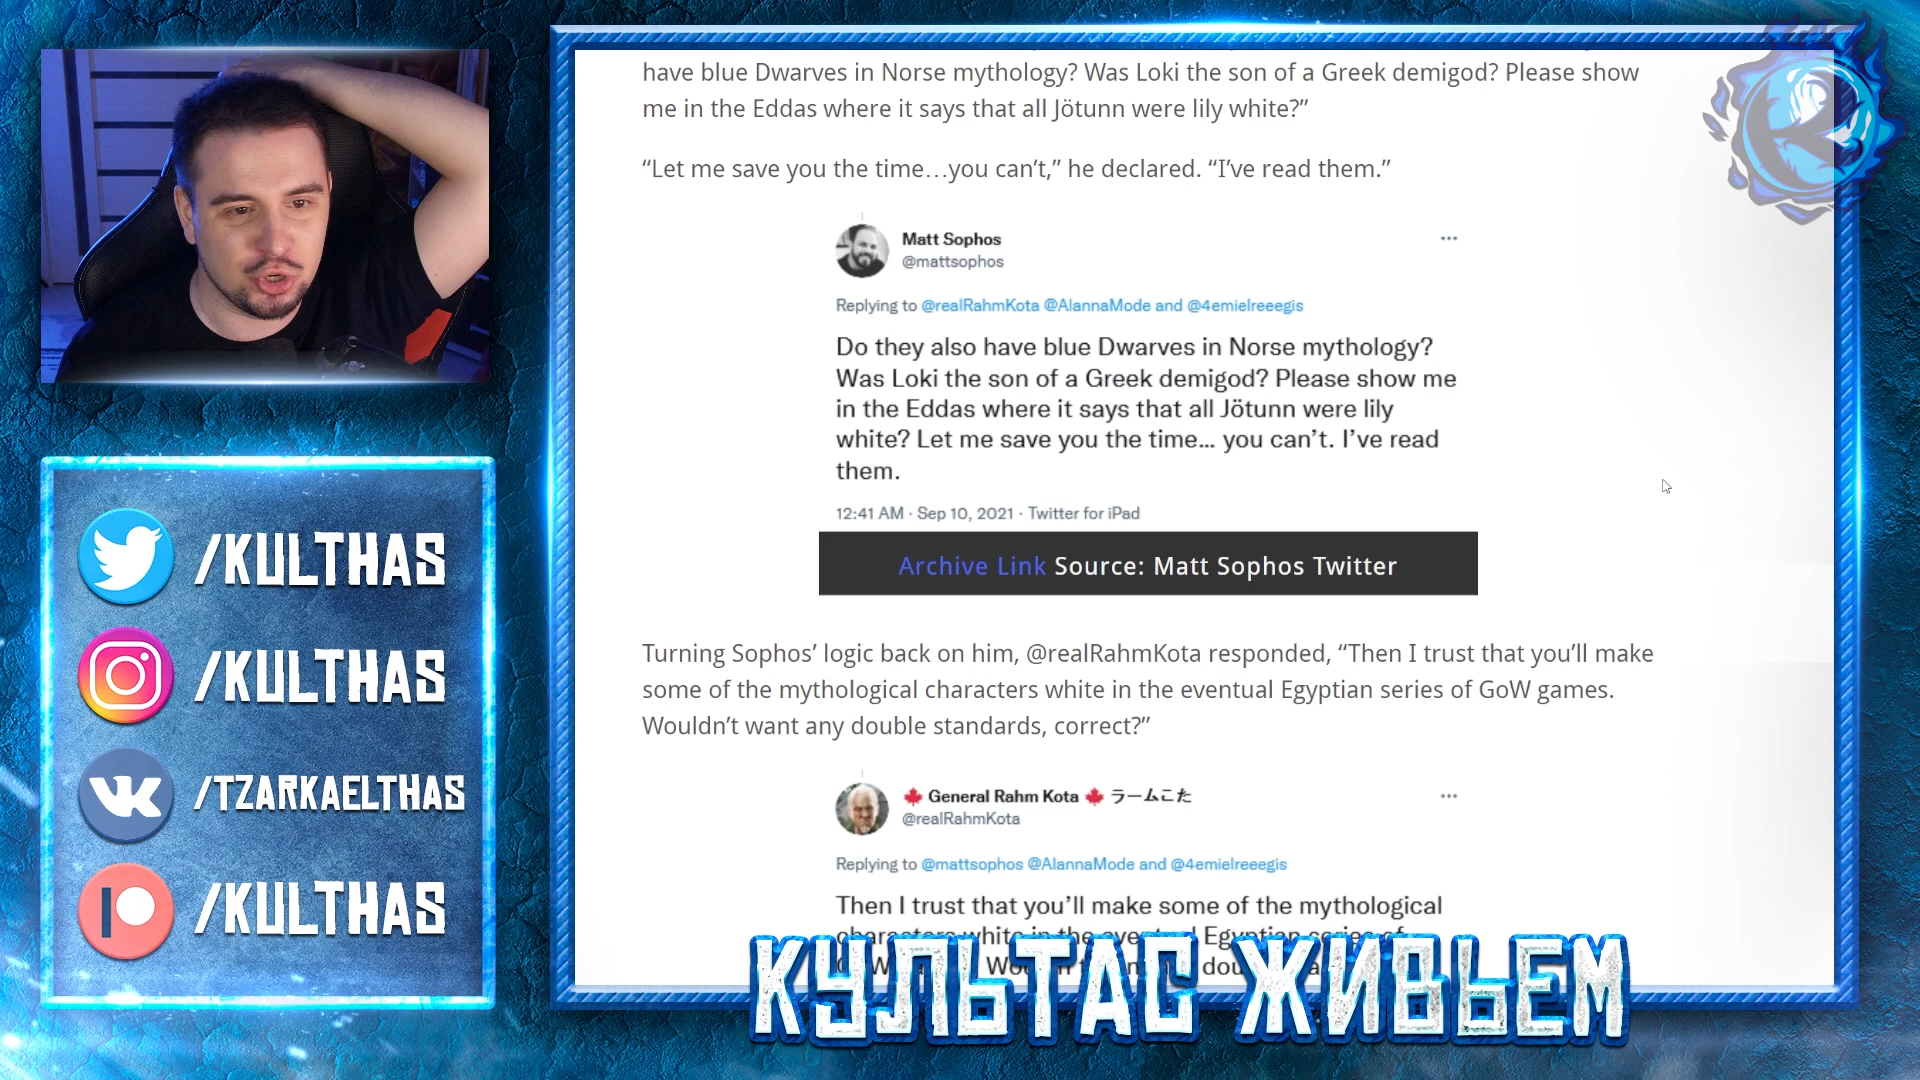 have blue Dwarves in Norse mythology? Was Loki the son of a Greek demigod? Please show
me in the Eddas where it says that all Jötunn were lily white?”
“Let me save you the time…you can’t,” he declared. “I’ve read them.”
Matt Sophos
@mattsophos
Replying to @realRahmKota @AlannaMode and @4emielreeegis
Do they also have blue Dwarves in Norse mythology?
Was Loki the son of a Greek demigod? Please show me
in the Eddas where it says that all Jötunn were lily
white? Let me save you the time... you can’t. I’ve read
them.
12:41 AM · Sep 10, 2021 · Twitter for iPad
Archive Link Source: Matt Sophos Twitter
Turning Sophos’ logic back on him, @realRahmKota responded, “Then I trust that you’ll make
some of the mythological characters white in the eventual Egyptian series of GoW games.
Wouldn’t want any double standards, correct?”
General Rahm Kota ラームこた
@realRahmKota
Replying to @mattsophos @AlannaMode and @4emielreeegis
Then I trust that you’ll make some of the mythological
characters white in the eventual Egyptian series of
/KULTHAS
/KULTHAS
/TZARKAELTHAS
/KULTHAS
КУЛЬТАС ЖИВЬЕМ